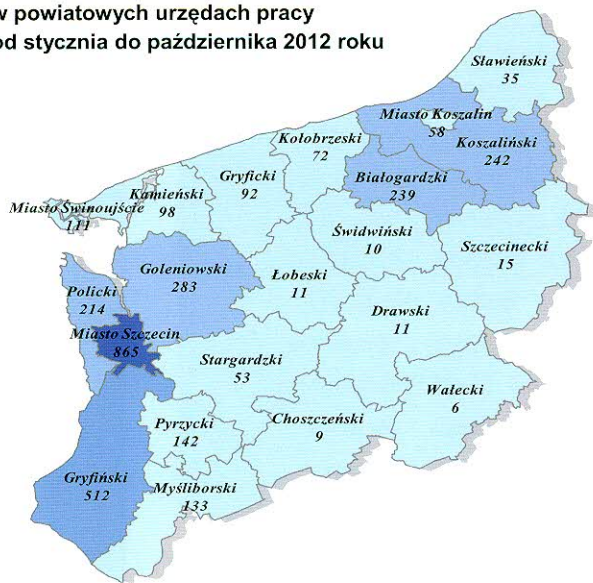 w powiatowych urzędach pracy
od stycznia do października 2012 roku
Sławieński
35
Miasto Koszalin
58
Koszaliński
242
Kołobrzeski
72
Białogardzki
239
Gryficki
92
Kamieński
98
Miasto Świnoujście
111
Świdwiński
10
Szczecinecki
15
Goleniowski
283
Łobeski
11
Policki
214
Drawski
11
Miasto Szczecin
865
Stargardzki
53
Wałecki
6
Choszczeński
9
Pyrzycki
142
Gryfiński
512
Myśliborski
133